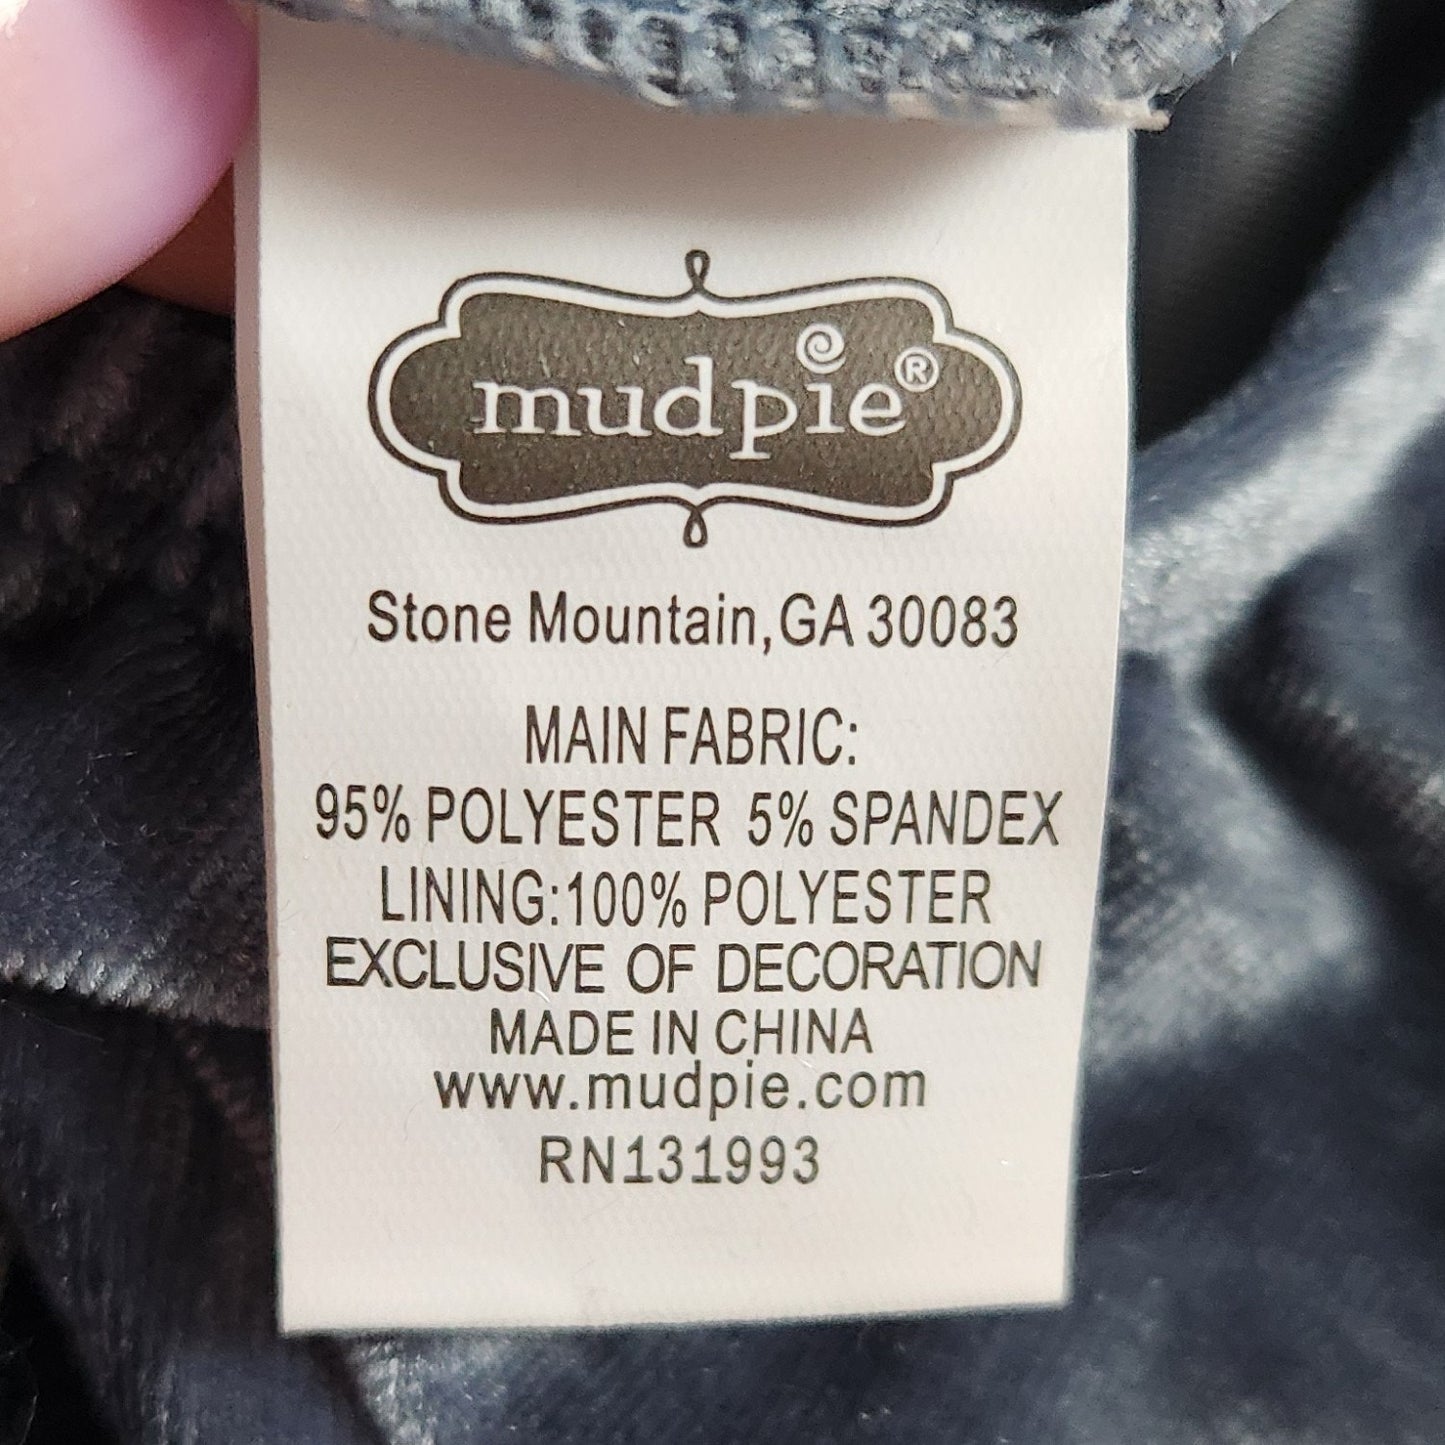 mudpie®
Stone Mountain, GA 30083
MAIN FABRIC:
95% POLYESTER 5% SPANDEX
LINING:100% POLYESTER
EXCLUSIVE OF DECORATION
MADE IN CHINA
www.mudpie.com
RN131993